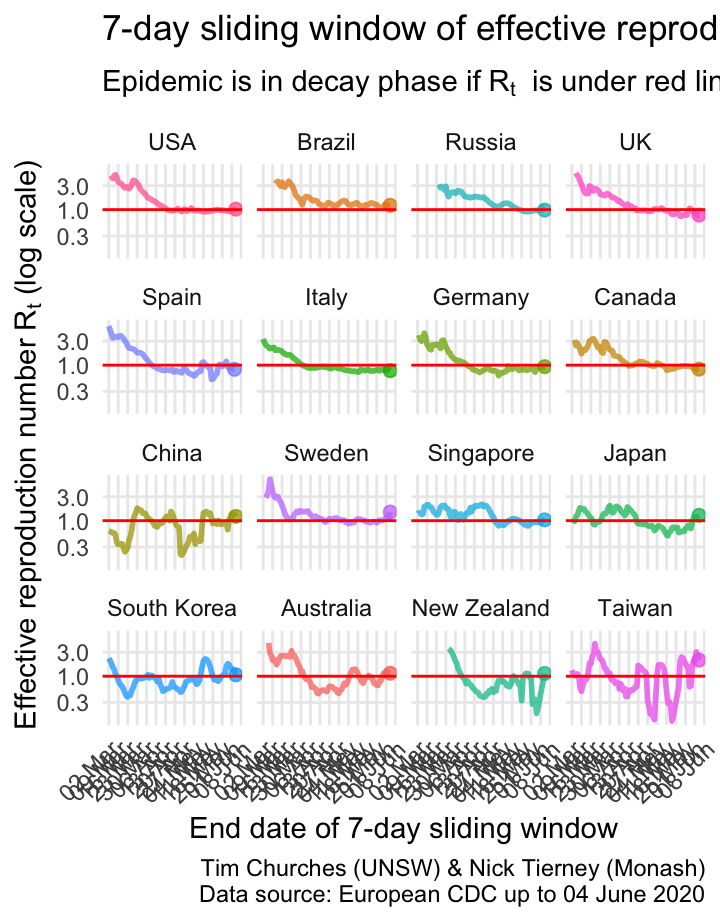 7-day sliding window of effective reprod
Epidemic is in decay phase if Rt is under red lin
USA Brazil Russia UK
3.0
1.0
0.3
Spain Italy Germany Canada
3.0
1.0
0.3
China Sweden Singapore Japan
3.0
1.0
0.3
South Korea Australia New Zealand Taiwan
3.0
1.0
0.3
Effective reproduction number Rt (log scale)
End date of 7-day sliding window
Tim Churches (UNSW) & Nick Tierney (Monash)
Data source: European CDC up to 04 June 2020